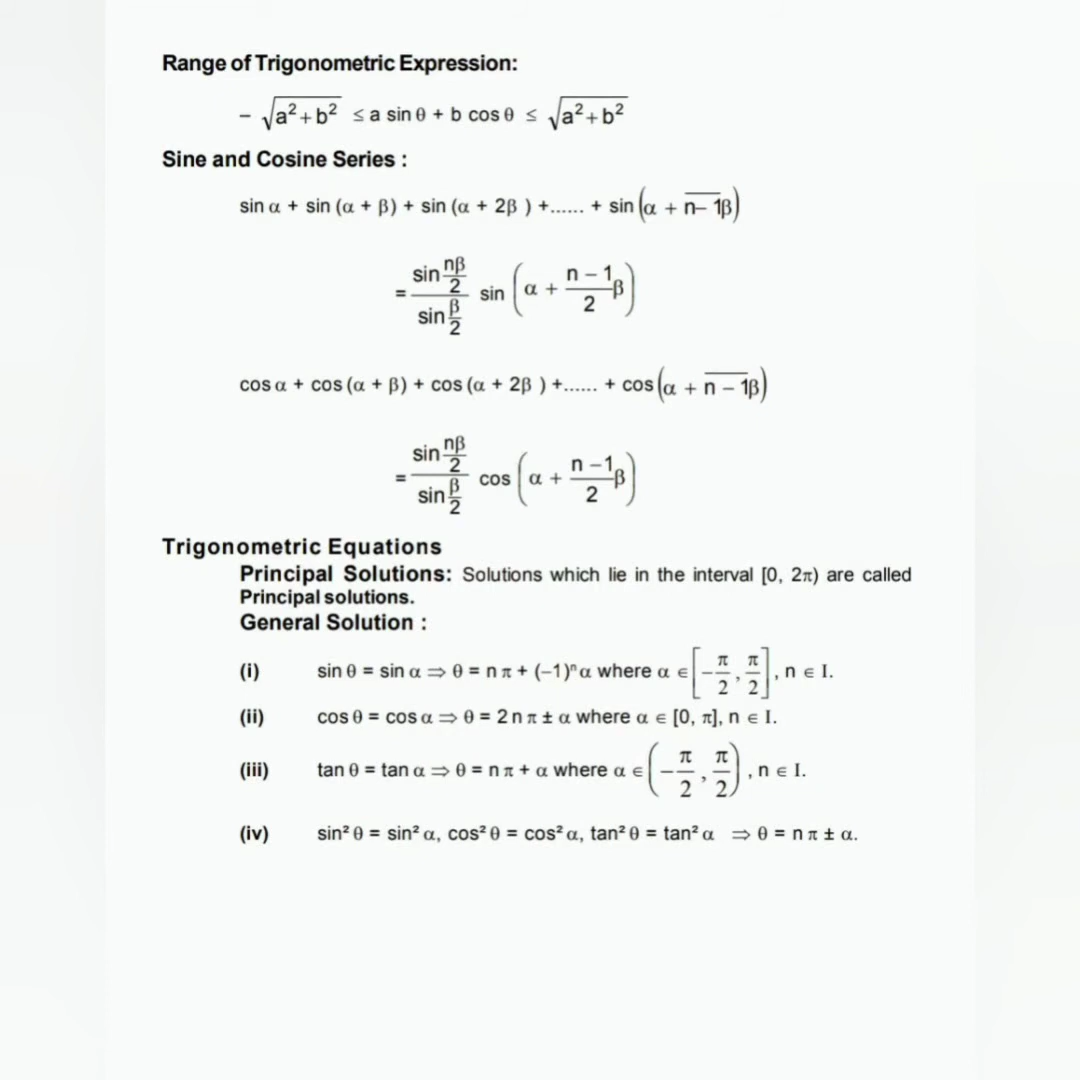 Range of Trigonometric Expression:
− √(a² + b²) ≤ a sin θ + b cos θ ≤ √(a² + b²)
Sine and Cosine Series :
sin α + sin (α + β) + sin (α + 2β ) +...... + sin (α + n̅ ̅–̅ ̅1̅β)
= (sin nβ/2)/(sin β/2) sin (α + (n – 1)/2 β)
cos α + cos (α + β) + cos (α + 2β ) +...... + cos (α + n̅ ̅–̅ ̅1̅β)
= (sin nβ/2)/(sin β/2) cos (α + (n – 1)/2 β)
Trigonometric Equations
Principal Solutions: Solutions which lie in the interval [0, 2π) are called
Principal solutions.
General Solution :
(i) sin θ = sin α ⇒ θ = n π + (–1)ⁿ α where α ∈ [−π/2, π/2], n ∈ I.
(ii) cos θ = cos α ⇒ θ = 2 n π ± α where α ∈ [0, π], n ∈ I.
(iii) tan θ = tan α ⇒ θ = n π + α where α ∈ (−π/2, π/2), n ∈ I.
(iv) sin² θ = sin² α, cos² θ = cos² α, tan² θ = tan² α ⇒ θ = n π ± α.